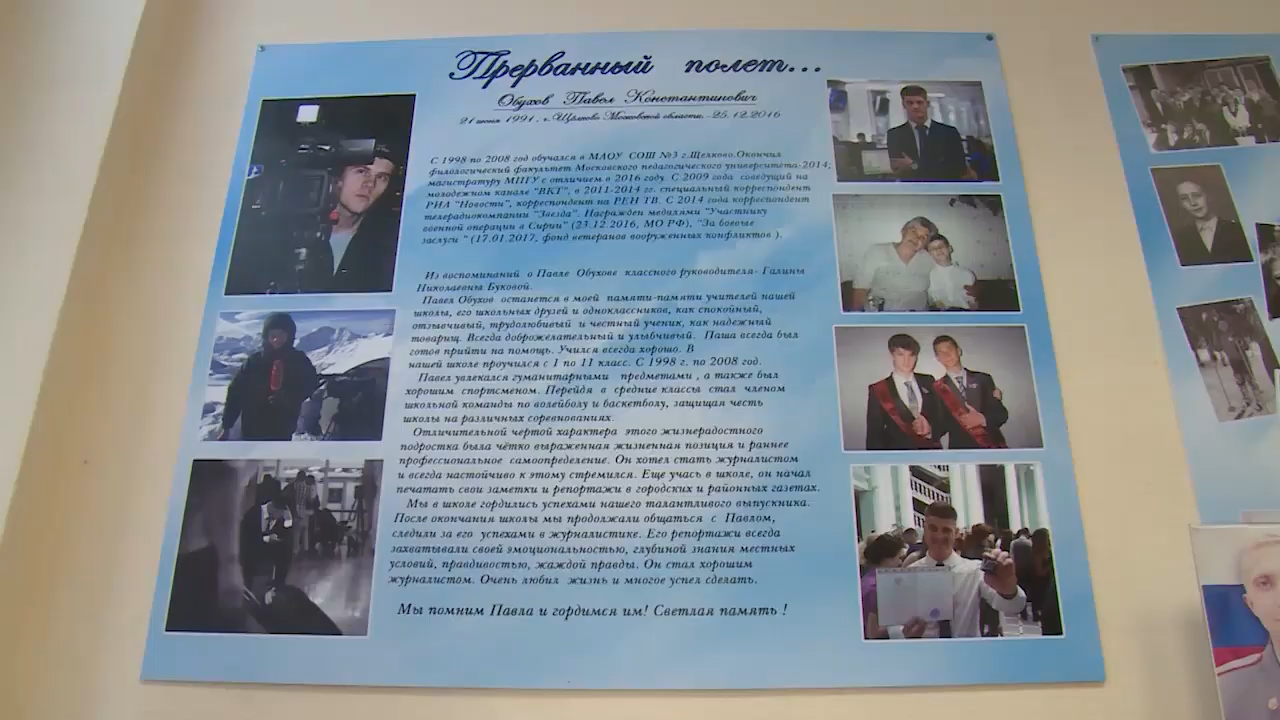 Прерванный полет...
Обухов Павел Константинович
21 июня 1991, г. Щёлково Московской области.-25.12.2016
С 1998 по 2008 год обучался в МАОУ СОШ №3 г.Щелково.Окончил
филологический факультет Московского педагогического университета-2014;
магистратуру МПГУ с отличием в 2016 году. С 2009 года соведущий на
молодежном канале "ВКТ", в 2011-2014 гг. специальный корреспондент
РИА "Новости", корреспондент на РЕН ТВ. С 2014 года корреспондент
телерадиокомпании "Звезда". Награжден медалями "Участнику
военной операции в Сирии" (23.12.2016, МО РФ), "За боевые
заслуги " (17.01.2017, фонд ветеранов вооруженных конфликтов ).
Из воспоминаний о Павле Обухове классного руководителя- Галины
Николаевны Буковой.
Павел Обухов останется в моей памяти-памяти учителей нашей
школы, его школьных друзей и одноклассников, как спокойный,
отзывчивый, трудолюбивый и честный ученик, как надежный
товарищ. Всегда доброжелательный и улыбчивый. Паша всегда был
готов прийти на помощь. Учился всегда хорошо. В
нашей школе проучился с 1 по 11 класс. С 1998 г. по 2008 год.
Павел увлекался гуманитарными предметами , а также был
хорошим спортсменом. Перейдя в средние классы стал членом
школьной команды по волейболу и баскетболу, защищая честь
школы на различных соревнованиях.
Отличительной чертой характера этого жизнерадостного
подростка была чётко выраженная жизненная позиция и раннее
профессиональное самоопределение. Он хотел стать журналистом
и всегда настойчиво к этому стремился. Еще учась в школе, он начал
печатать свои заметки и репортажи в городских и районных газетах.
Мы в школе гордились успехами нашего талантливого выпускника.
После окончания школы мы продолжали общаться с Павлом,
следили за его успехами в журналистике. Его репортажи всегда
захватывали своей эмоциональностью, глубиной знания местных
условий, правдивостью, жаждой правды. Он стал хорошим
журналистом. Очень любил жизнь и многое успел сделать.
Мы помним Павла и гордимся им! Светлая память !